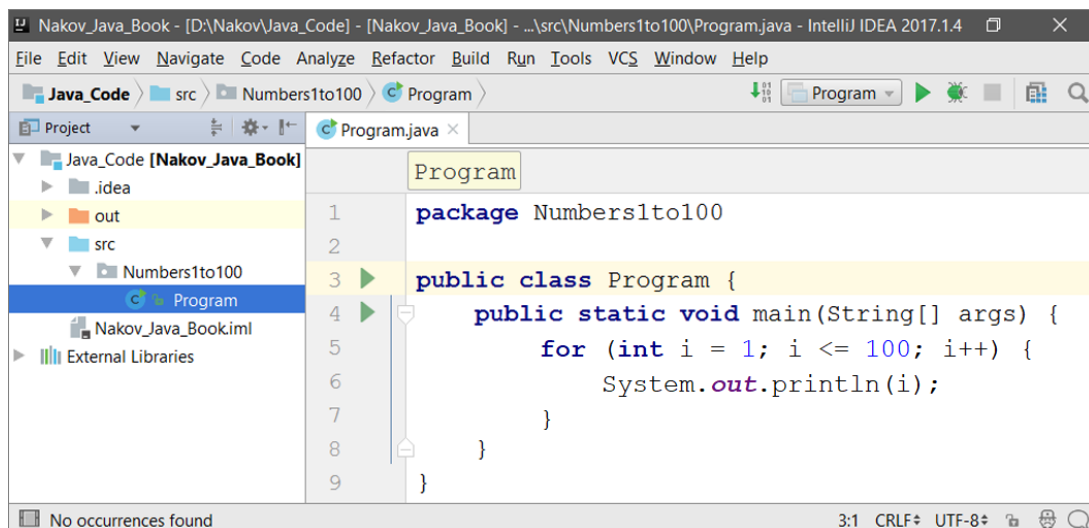 Nakov_Java_Book - [D:\Nakov\Java_Code] - [Nakov_Java_Book] - ...\src\Numbers1to100\Program.java - IntelliJ IDEA 2017.1.4
File Edit View Navigate Code Analyze Refactor Build Run Tools VCS Window Help
Java_Code src Numbers1to100 Program Program
Project Program.java
Java_Code [Nakov_Java_Book]
.idea
out
src
Numbers1to100
Program
Nakov_Java_Book.iml
External Libraries
Program
1 package Numbers1to100
2
3 public class Program {
4 public static void main(String[] args) {
5 for (int i = 1; i <= 100; i++) {
6 System.out.println(i);
7 }
8 }
9 }
No occurrences found 3:1 CRLF UTF-8